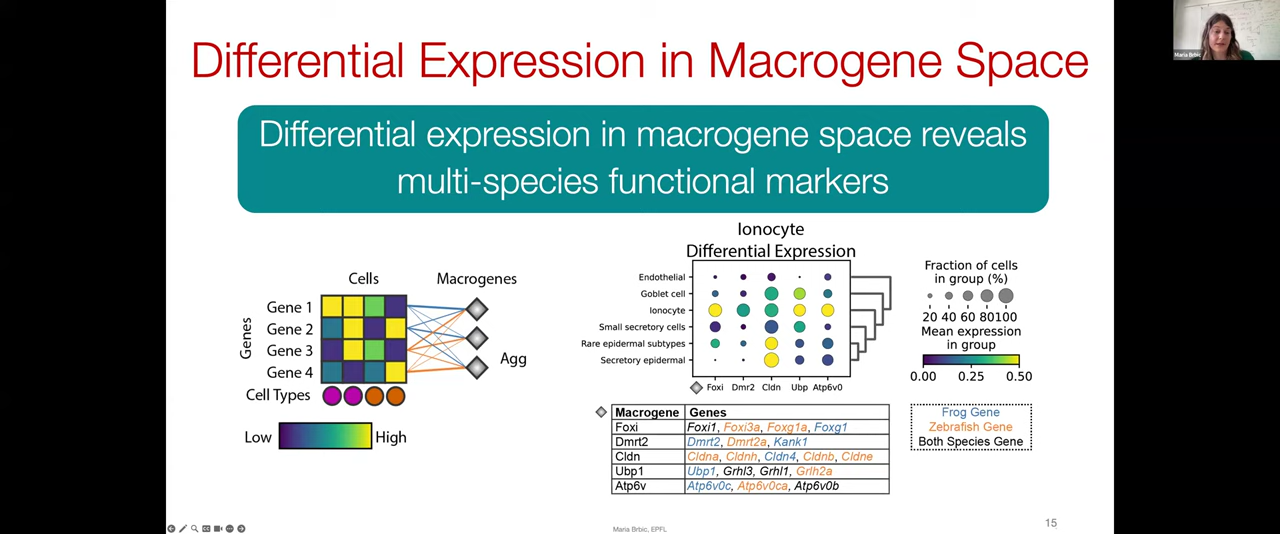 Differential Expression in Macrogene Space
Maria Brbic
Differential expression in macrogene space reveals
multi-species functional markers
Cells
Macrogenes
Genes
Gene 1
Gene 2
Gene 3
Gene 4
Agg
Cell Types
Low
High
Ionocyte
Differential Expression
Endothelial
Goblet cell
Ionocyte
Small secretory cells
Rare epidermal subtypes
Secretory epidermal
Foxi Dmr2 Cldn Ubp Atp6v0
Fraction of cells
in group (%)
20 40 60 80100
Mean expression
in group
0.00 0.25 0.50
Macrogene Genes
Foxi Foxi1, Foxi3a, Foxg1a, Foxg1
Dmrt2 Dmrt2, Dmrt2a, Kank1
Cldn Cldna, Cldnh, Cldn4, Cldnb, Cldne
Ubp1 Ubp1, Grhl3, Grhl1, Grlh2a
Atp6v Atp6v0c, Atp6v0ca, Atp6v0b
Frog Gene
Zebrafish Gene
Both Species Gene
Maria Brbic, EPFL
15